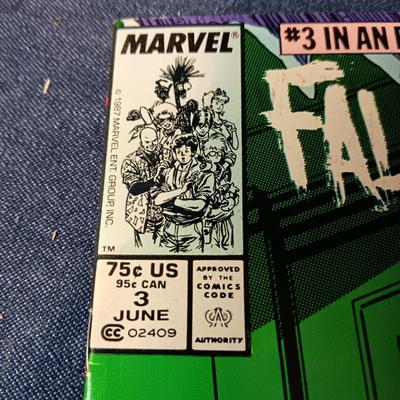 MARVEL®
© 1987 MARVEL ENT. GROUP, INC.
TM
75¢ US
95¢ CAN
3
JUNE
CC 02409
APPROVED
BY THE
COMICS
CODE
AUTHORITY
#3 IN AN
FAL